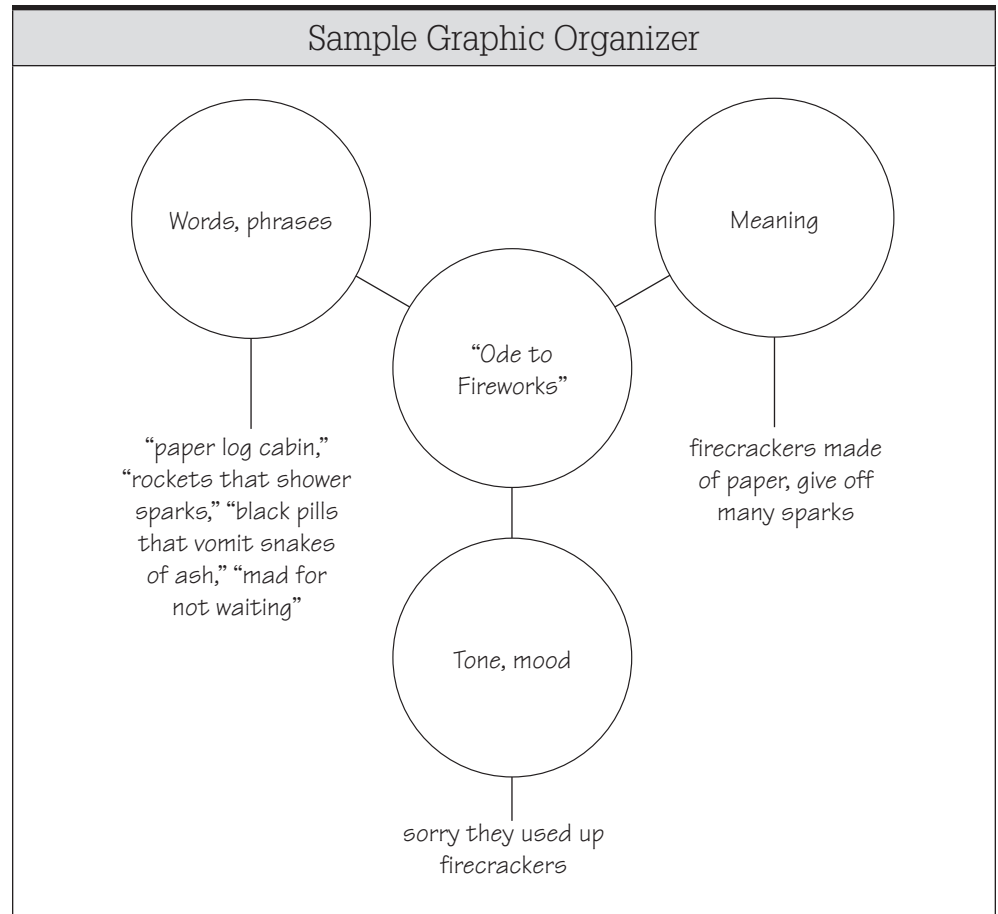 Sample Graphic Organizer
Words, phrases
Meaning
“Ode to
Fireworks”
“paper log cabin,”
“rockets that shower
sparks,” “black pills
that vomit snakes
of ash,” “mad for
not waiting”
firecrackers made
of paper, give off
many sparks
Tone, mood
sorry they used up
firecrackers